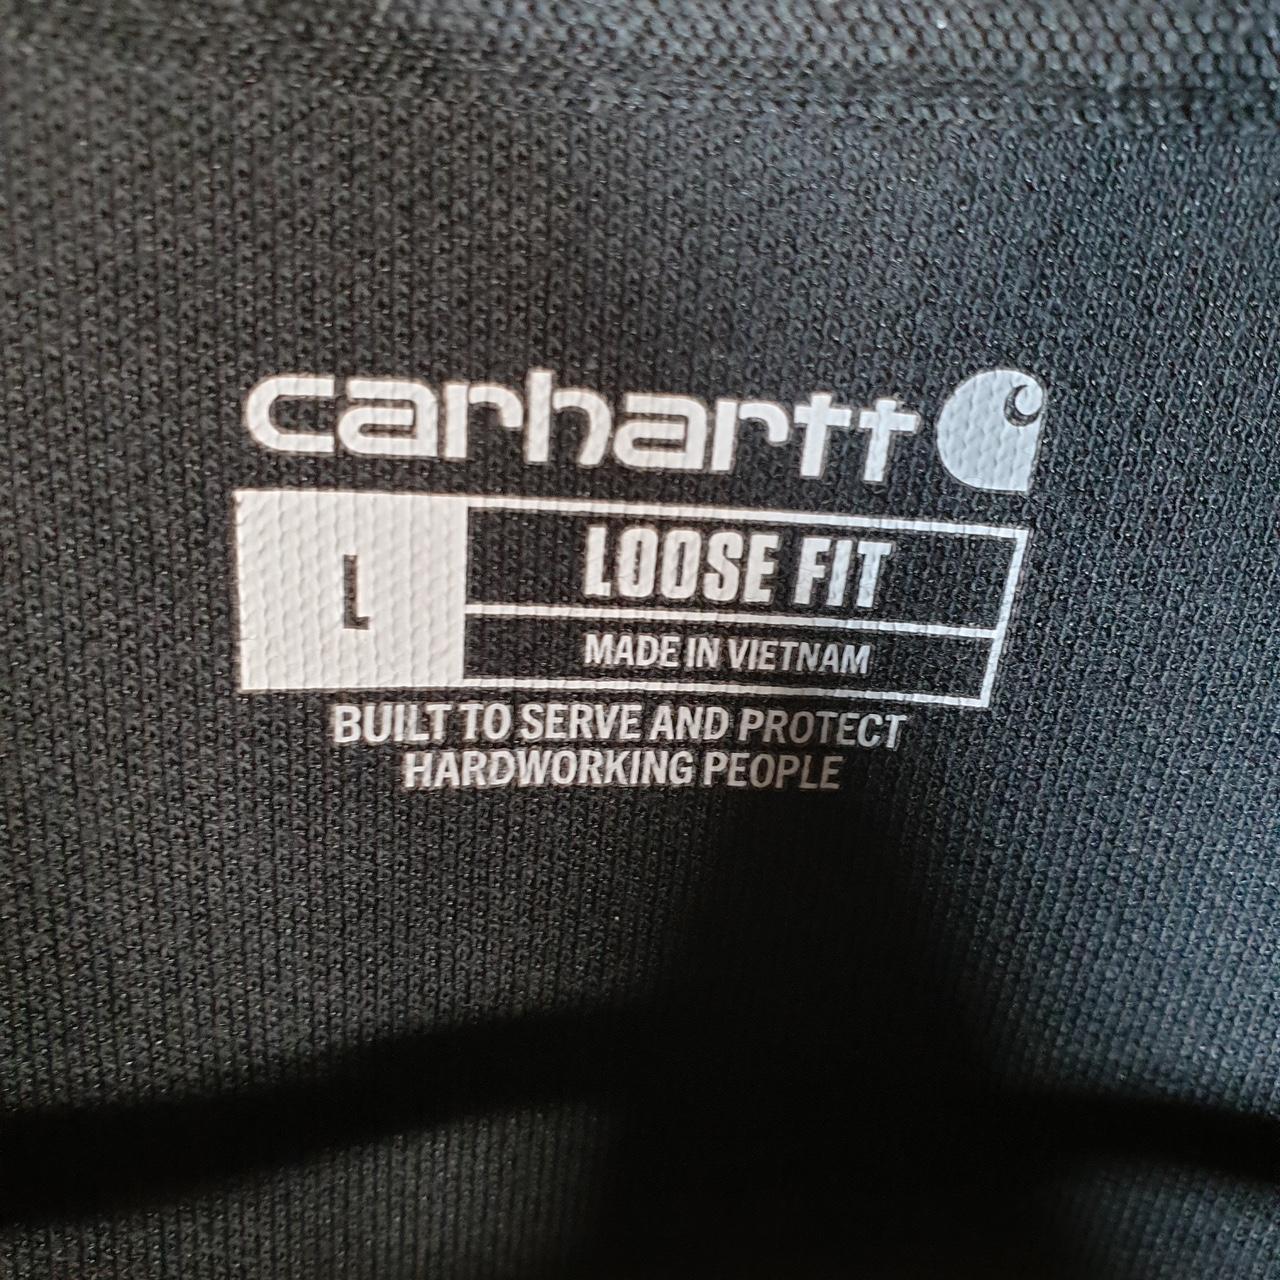 carhartt
L
LOOSE FIT
MADE IN VIETNAM
BUILT TO SERVE AND PROTECT
HARDWORKING PEOPLE